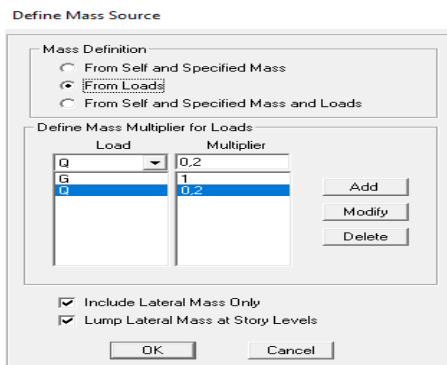 Define Mass Source
Mass Definition
From Self and Specified Mass
From Loads
From Self and Specified Mass and Loads
Define Mass Multiplier for Loads
Load Multiplier
Q 0,2
G 1
Q 0,2
Add
Modify
Delete
Include Lateral Mass Only
Lump Lateral Mass at Story Levels
OK Cancel